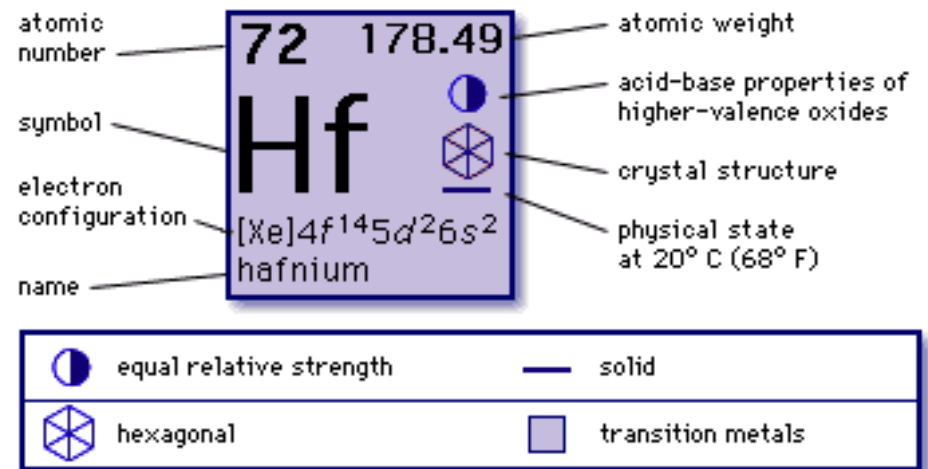 atomic
number
72 178.49
atomic weight
symbol
Hf
acid-base properties of
higher-valence oxides
crystal structure
electron
configuration
[Xe]4f¹⁴5d²6s²
physical state
at 20° C (68° F)
name
hafnium
equal relative strength
solid
hexagonal
transition metals